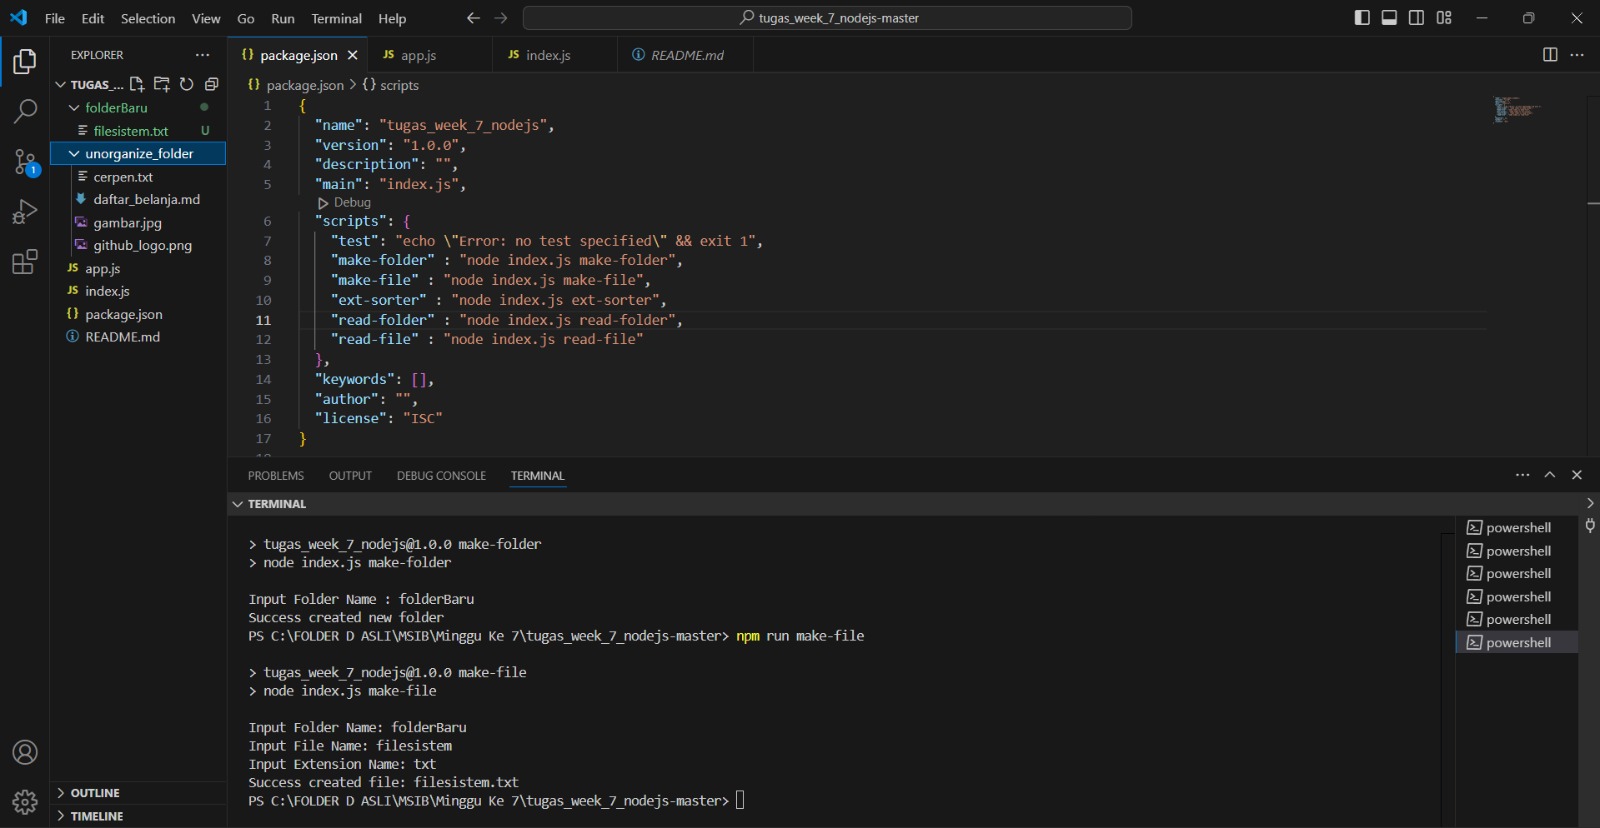 File Edit Selection View Go Run Terminal Help
tugas_week_7_nodejs-master
EXPLORER
TUGAS_...
folderBaru
filesistem.txt U
unorganize_folder
cerpen.txt
daftar_belanja.md
gambar.jpg
github_logo.png
JS app.js
JS index.js
{} package.json
README.md
OUTLINE
TIMELINE
1
{} package.json
JS app.js
JS index.js
README.md
{} package.json > {} scripts
1 {
2 "name": "tugas_week_7_nodejs",
3 "version": "1.0.0",
4 "description": "",
5 "main": "index.js",
Debug
6 "scripts": {
7 "test": "echo \"Error: no test specified\" && exit 1",
8 "make-folder" : "node index.js make-folder",
9 "make-file" : "node index.js make-file",
10 "ext-sorter" : "node index.js ext-sorter",
11 "read-folder" : "node index.js read-folder",
12 "read-file" : "node index.js read-file"
13 },
14 "keywords": [],
15 "author": "",
16 "license": "ISC"
17 }
PROBLEMS OUTPUT DEBUG CONSOLE TERMINAL
TERMINAL
> tugas_week_7_nodejs@1.0.0 make-folder
> node index.js make-folder
Input Folder Name : folderBaru
Success created new folder
PS C:\FOLDER D ASLI\MSIB\Minggu Ke 7\tugas_week_7_nodejs-master> npm run make-file
> tugas_week_7_nodejs@1.0.0 make-file
> node index.js make-file
Input Folder Name: folderBaru
Input File Name: filesistem
Input Extension Name: txt
Success created file: filesistem.txt
PS C:\FOLDER D ASLI\MSIB\Minggu Ke 7\tugas_week_7_nodejs-master>
powershell
powershell
powershell
powershell
powershell
powershell